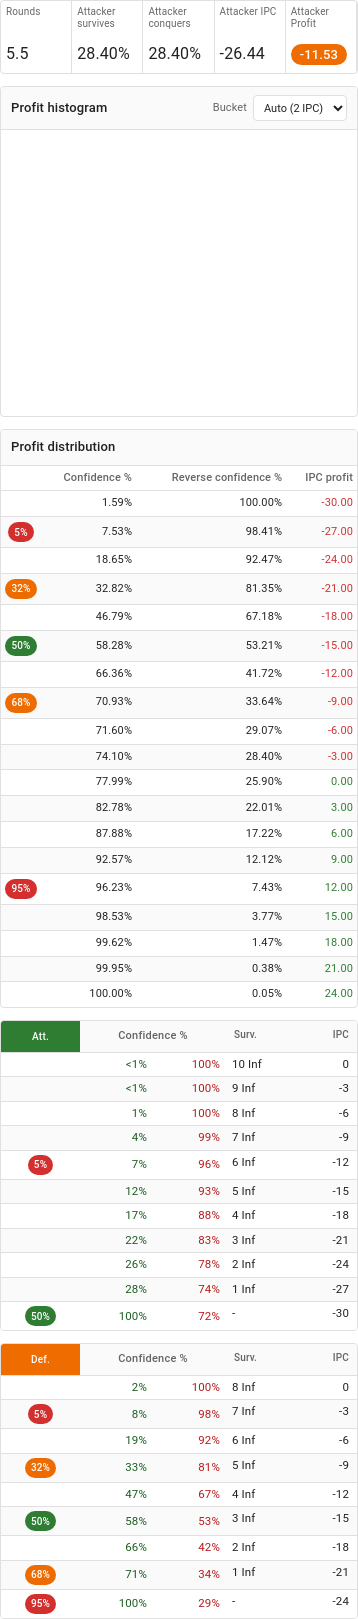 Rounds Attacker survives Attacker conquers Attacker IPC Attacker Profit
5.5 28.40% 28.40% -26.44 -11.53
Profit histogram Bucket Auto (2 IPC)
Profit distribution
Confidence % Reverse confidence % IPC profit
1.59% 100.00% -30.00
5% 7.53% 98.41% -27.00
18.65% 92.47% -24.00
32% 32.82% 81.35% -21.00
46.79% 67.18% -18.00
50% 58.28% 53.21% -15.00
66.36% 41.72% -12.00
68% 70.93% 33.64% -9.00
71.60% 29.07% -6.00
74.10% 28.40% -3.00
77.99% 25.90% 0.00
82.78% 22.01% 3.00
87.88% 17.22% 6.00
92.57% 12.12% 9.00
95% 96.23% 7.43% 12.00
98.53% 3.77% 15.00
99.62% 1.47% 18.00
99.95% 0.38% 21.00
100.00% 0.05% 24.00
Att. Confidence % Surv. IPC
<1% 100% 10 Inf 0
<1% 100% 9 Inf -3
1% 100% 8 Inf -6
4% 99% 7 Inf -9
5% 7% 96% 6 Inf -12
12% 93% 5 Inf -15
17% 88% 4 Inf -18
22% 83% 3 Inf -21
26% 78% 2 Inf -24
28% 74% 1 Inf -27
50% 100% 72% - -30
Def. Confidence % Surv. IPC
2% 100% 8 Inf 0
5% 8% 98% 7 Inf -3
19% 92% 6 Inf -6
32% 33% 81% 5 Inf -9
47% 67% 4 Inf -12
50% 58% 53% 3 Inf -15
66% 42% 2 Inf -18
68% 71% 34% 1 Inf -21
95% 100% 29% - -24